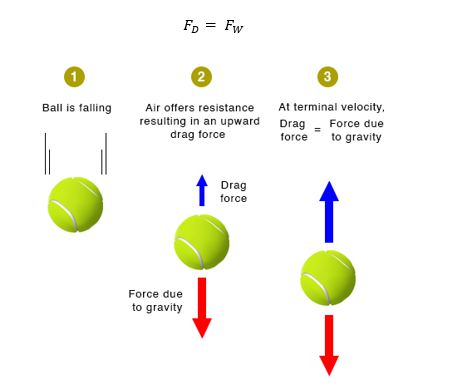 F_D = F_W
1
2
3
Ball is falling
Air offers resistance
resulting in an upward
drag force
At terminal velocity,
Drag force = Force due to gravity
Drag
force
Force due
to gravity